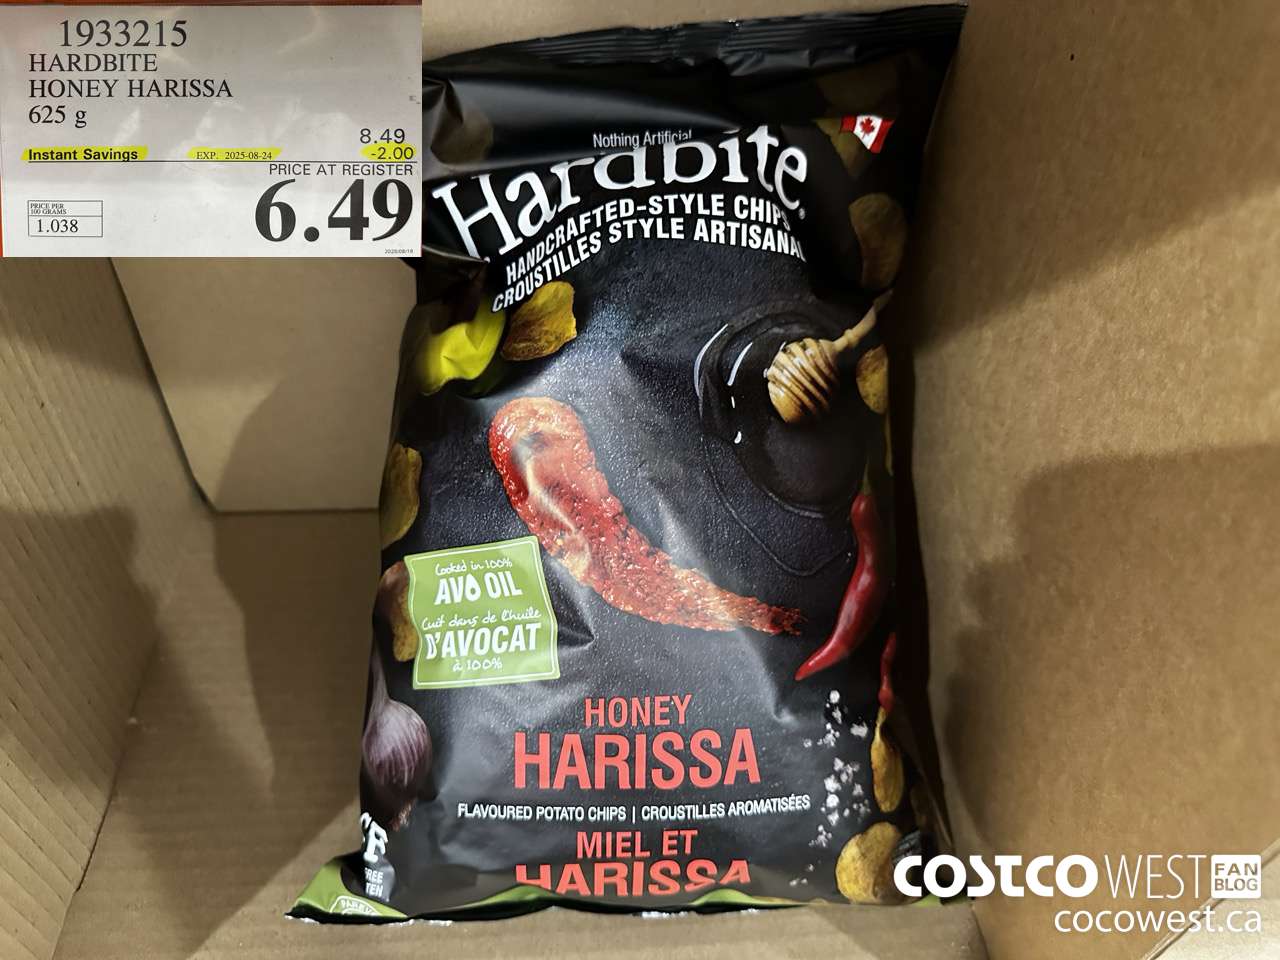 1933215
HARDBITE
HONEY HARISSA
625 g
8.49
Instant Savings EXP. 2025-08-24 -2.00
PRICE AT REGISTER
6.49
PRICE PER
100 GRAMS
1.038
Nothing Artificial
Hardbite
HANDCRAFTED-STYLE CHIPS
CROUSTILLES STYLE ARTISANAL
Cooked in 100%
AVO OIL
Cuit dans de l'huile
D'AVOCAT
à 100%
HONEY
HARISSA
FLAVOURED POTATO CHIPS | CROUSTILLES AROMATISÉES
MIEL ET
HARISSA
COSTCO WEST FAN BLOG
cocowest.ca